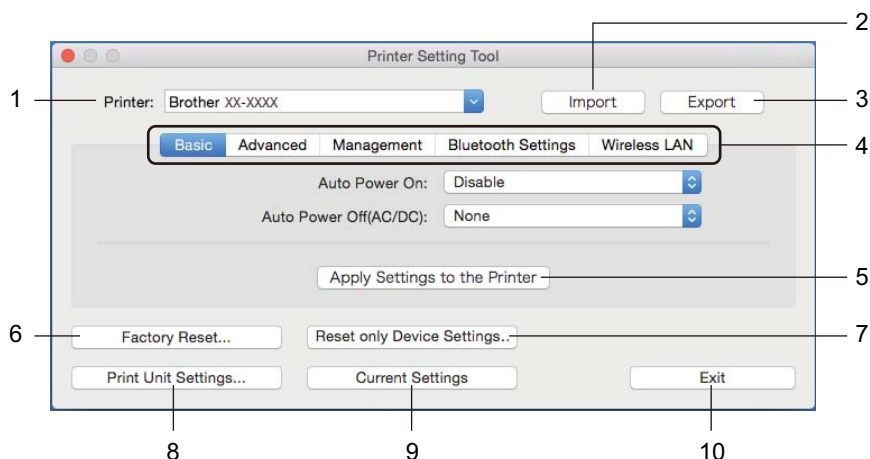 2
Printer Setting Tool
1 Printer: Brother XX-XXXX Import Export 3
Basic Advanced Management Bluetooth Settings Wireless LAN 4
Auto Power On: Disable
Auto Power Off(AC/DC): None
Apply Settings to the Printer 5
6 Factory Reset... Reset only Device Settings.. 7
Print Unit Settings... Current Settings Exit
8 9 10